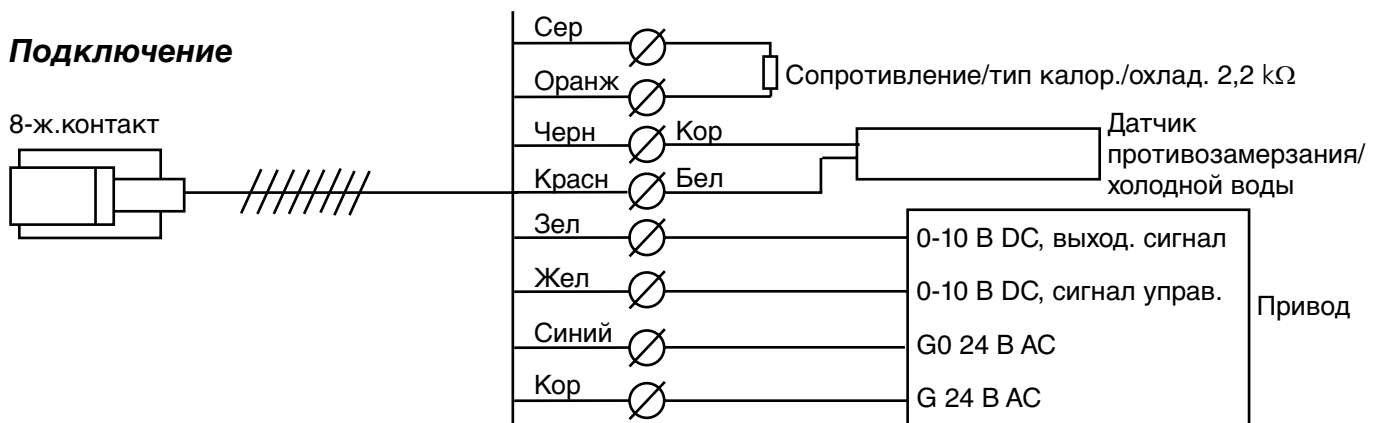 Подключение
8-ж.контакт
Сер
Оранж
Сопротивление/тип калор./охлад. 2,2 kΩ
Черн
Кор
Красн
Бел
Датчик
противозамерзания/
холодной воды
Зел
0-10 В DC, выход. сигнал
Жел
0-10 В DC, сигнал управ.
Привод
Синий
G0 24 В AC
Кор
G 24 В AC